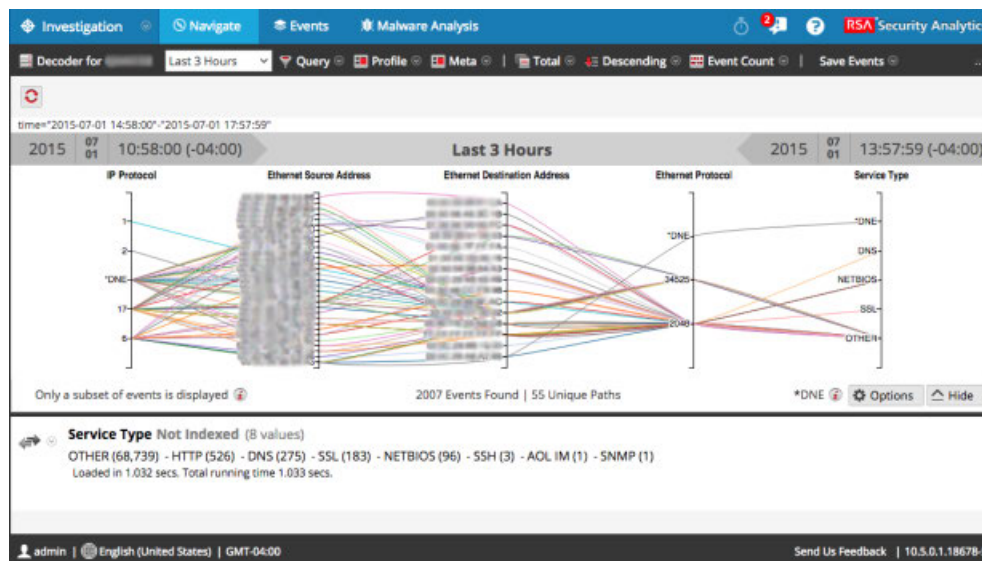 Investigation Navigate Events Malware Analysis 2 ? RSA Security Analytic
Decoder for Last 3 Hours Query Profile Meta | Total Descending Event Count | Save Events
time="2015-07-01 14:58:00"-"2015-07-01 17:57:59"
2015 07 01 10:58:00 (-04:00) Last 3 Hours 2015 07 01 13:57:59 (-04:00)
IP Protocol Ethernet Source Address Ethernet Destination Address Ethernet Protocol Service Type
1 *DNE
*DNE
2 DNS
*DNE 34525 NETBIOS
17 2048 SSL
6 OTHER
Only a subset of events is displayed 2007 Events Found | 55 Unique Paths *DNE Options Hide
Service Type Not Indexed (8 values)
OTHER (68,739) - HTTP (526) - DNS (275) - SSL (183) - NETBIOS (96) - SSH (3) - AOL IM (1) - SNMP (1)
Loaded in 1.032 secs. Total running time 1.033 secs.
admin | English (United States) | GMT-04:00 Send Us Feedback | 10.5.0.1.18678-